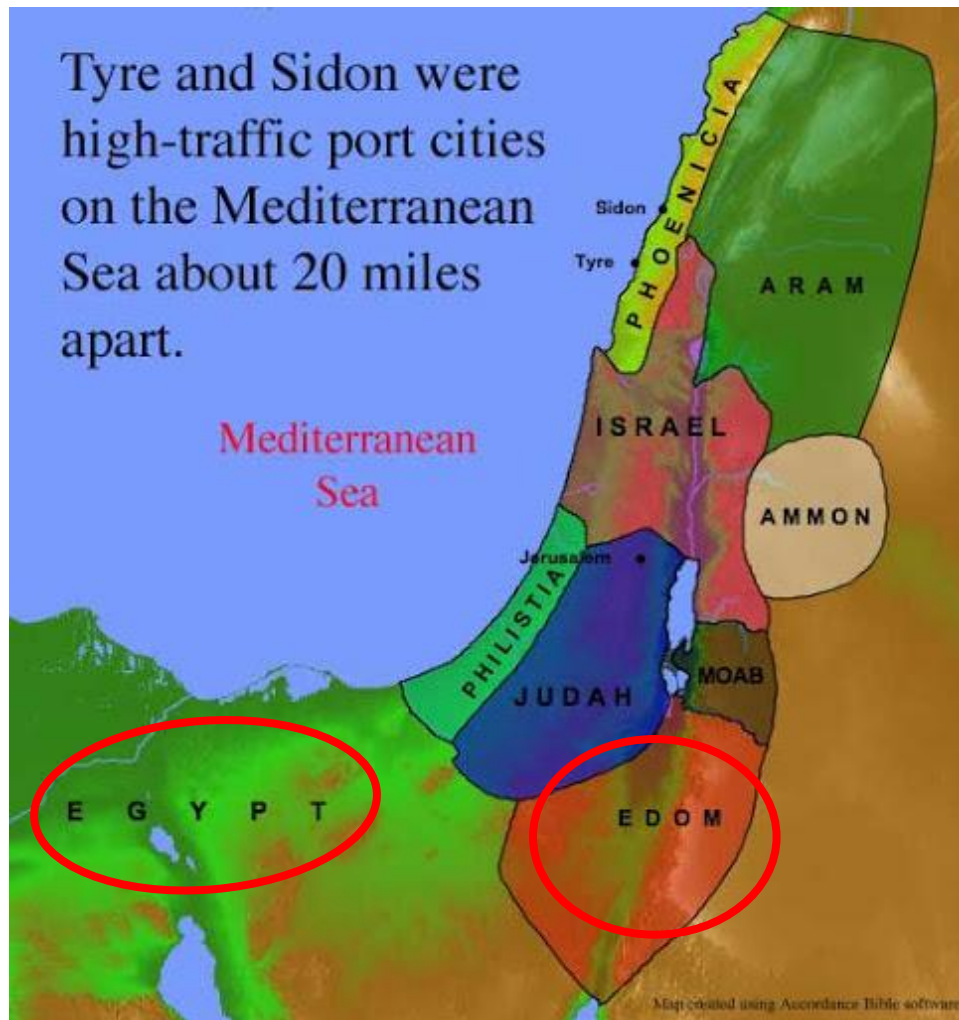 Tyre and Sidon were
high-traffic port cities
on the Mediterranean
Sea about 20 miles
apart.
PHOENICIA
Sidon
Tyre
ARAM
ISRAEL
Mediterranean
Sea
AMMON
Jerusalem
PHILISTIA
JUDAH
MOAB
EGYPT
EDOM
Map created using Accordance Bible software